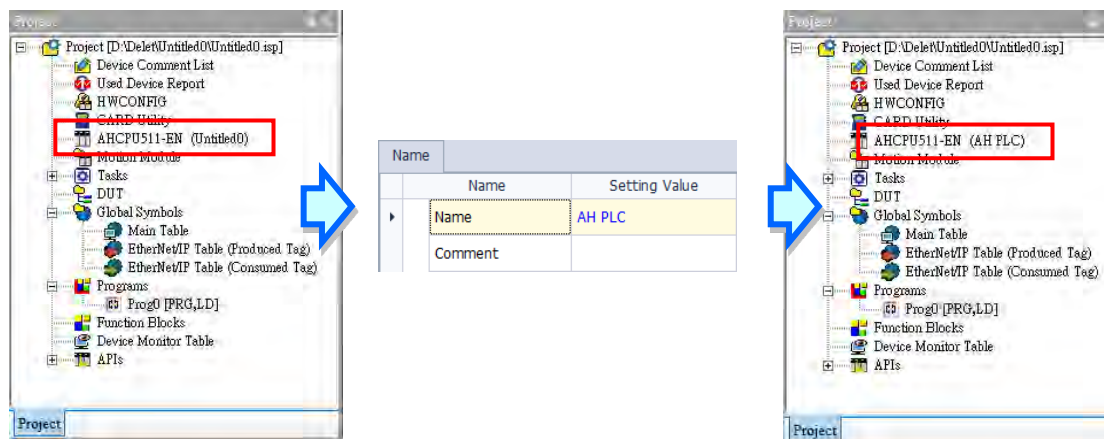 Project
Project [D:\Delet\Untitled0\Untitled0.isp]
Device Comment List
Used Device Report
HWCONFIG
CARD Utility
AHCPU511-EN (Untitled0)
Motion Module
Tasks
DUT
Global Symbols
Main Table
EtherNet/IP Table (Produced Tag)
EtherNet/IP Table (Consumed Tag)
Programs
Prog0 [PRG,LD]
Function Blocks
Device Monitor Table
APIs
Project
Name
Name Setting Value
Name AH PLC
Comment
Project
Project [D:\Delet\Untitled0\Untitled0.isp]
Device Comment List
Used Device Report
HWCONFIG
CARD Utility
AHCPU511-EN (AH PLC)
Motion Module
Tasks
DUT
Global Symbols
Main Table
EtherNet/IP Table (Produced Tag)
EtherNet/IP Table (Consumed Tag)
Programs
Prog0 [PRG,LD]
Function Blocks
Device Monitor Table
APIs
Project